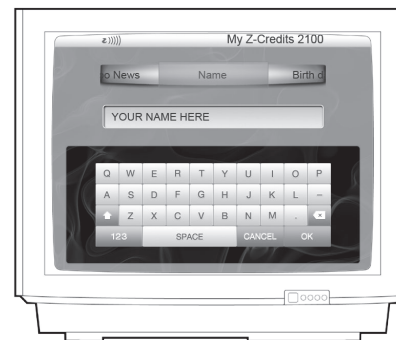 z ))))) My Z-Credits 2100
o News Name Birth d
YOUR NAME HERE
Q W E R T Y U I O P
A S D F G H J K L –
Z X C V B N M .
123 SPACE CANCEL OK